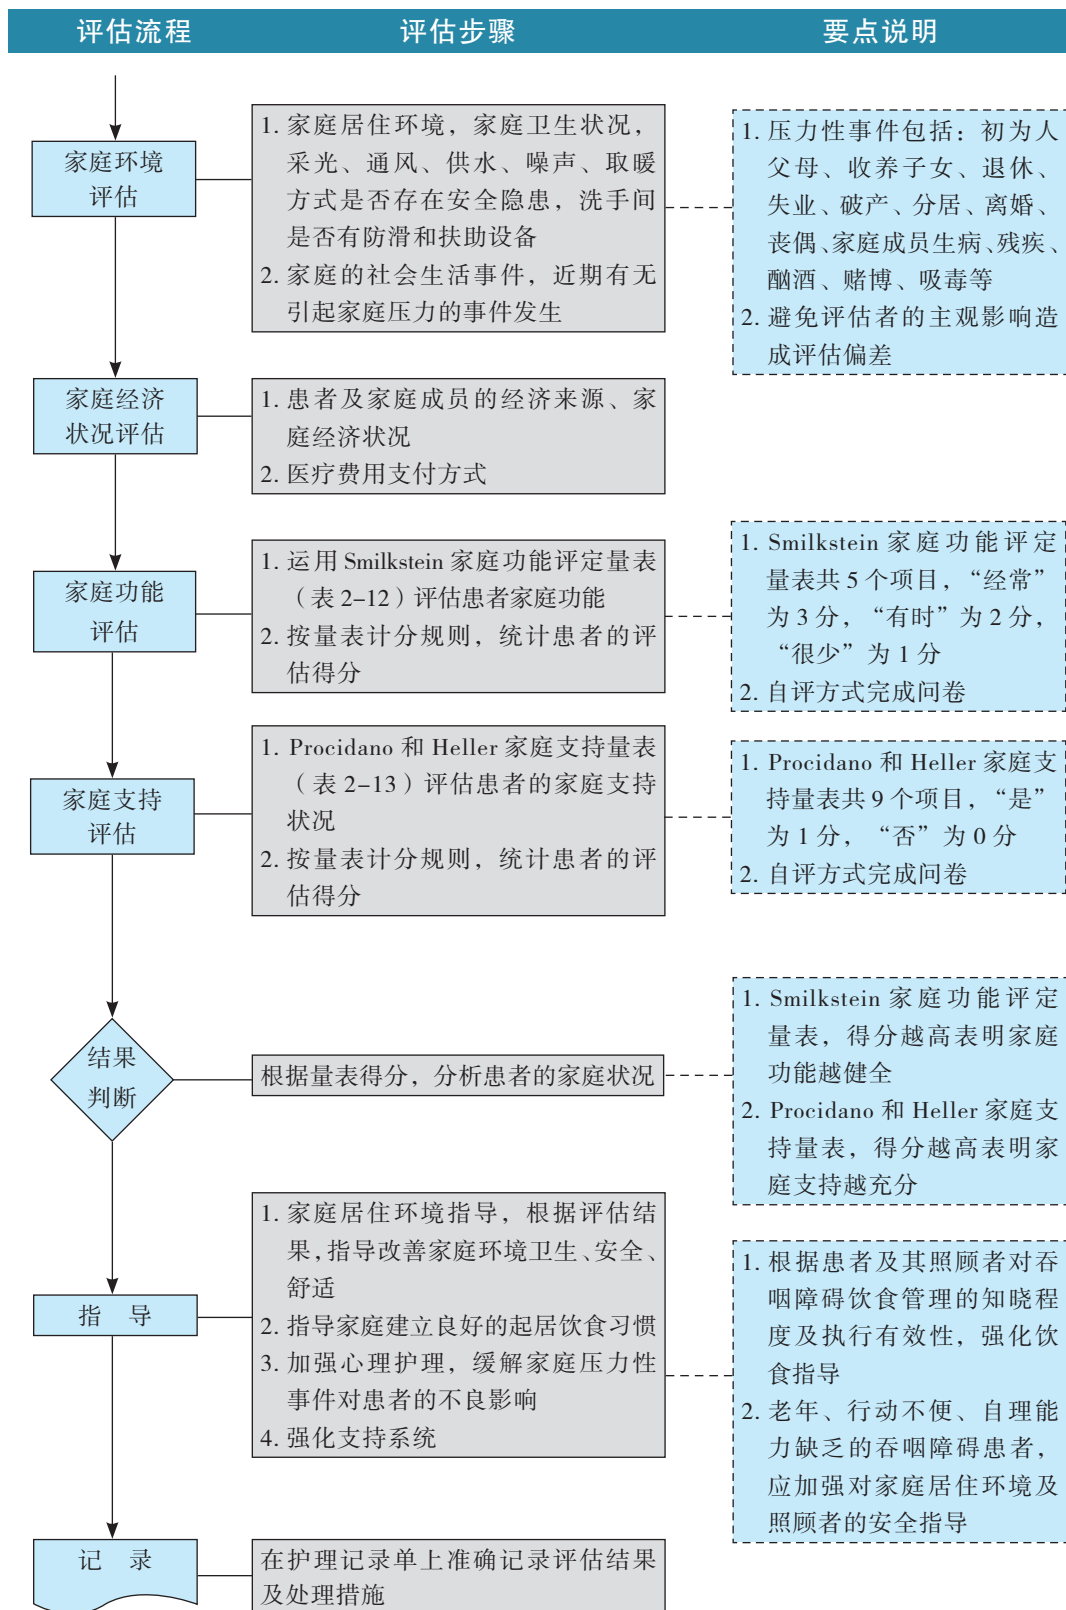 评估流程
评估步骤
要点说明
家庭环境
评估
1. 家庭居住环境，家庭卫生状况，
采光、通风、供水、噪声、取暖
方式是否存在安全隐患，洗手间
是否有防滑和扶助设备
2. 家庭的社会生活事件，近期有无
引起家庭压力的事件发生
1. 压力性事件包括：初为人
父母、收养子女、退休、
失业、破产、分居、离婚、
丧偶、家庭成员生病、残疾、
酗酒、赌博、吸毒等
2. 避免评估者的主观影响造
成评估偏差
家庭经济
状况评估
1. 患者及家庭成员的经济来源、家
庭经济状况
2. 医疗费用支付方式
家庭功能
评估
1. 运用 Smilkstein 家庭功能评定量表
（表 2-12）评估患者家庭功能
2. 按量表计分规则，统计患者的评
估得分
1. Smilkstein 家庭功能评定
量表共 5 个项目，“经常”
为 3 分，“有时”为 2 分，
“很少”为 1 分
2. 自评方式完成问卷
家庭支持
评估
1. Procidano 和 Heller 家庭支持量表
（表 2-13）评估患者的家庭支持
状况
2. 按量表计分规则，统计患者的评
估得分
1. Procidano 和 Heller 家庭支
持量表共 9 个项目，“是”
为 1 分，“否”为 0 分
2. 自评方式完成问卷
结果
判断
根据量表得分，分析患者的家庭状况
1. Smilkstein 家庭功能评定
量表，得分越高表明家庭
功能越健全
2. Procidano 和 Heller 家庭支
持量表，得分越高表明家
庭支持越充分
指 导
1. 家庭居住环境指导，根据评估结
果，指导改善家庭环境卫生、安全、
舒适
2. 指导家庭建立良好的起居饮食习惯
3. 加强心理护理，缓解家庭压力性
事件对患者的不良影响
4. 强化支持系统
1. 根据患者及其照顾者对吞
咽障碍饮食管理的知晓程
度及执行有效性，强化饮
食指导
2. 老年、行动不便、自理能
力缺乏的吞咽障碍患者，
应加强对家庭居住环境及
照顾者的安全指导
记 录
在护理记录单上准确记录评估结果
及处理措施